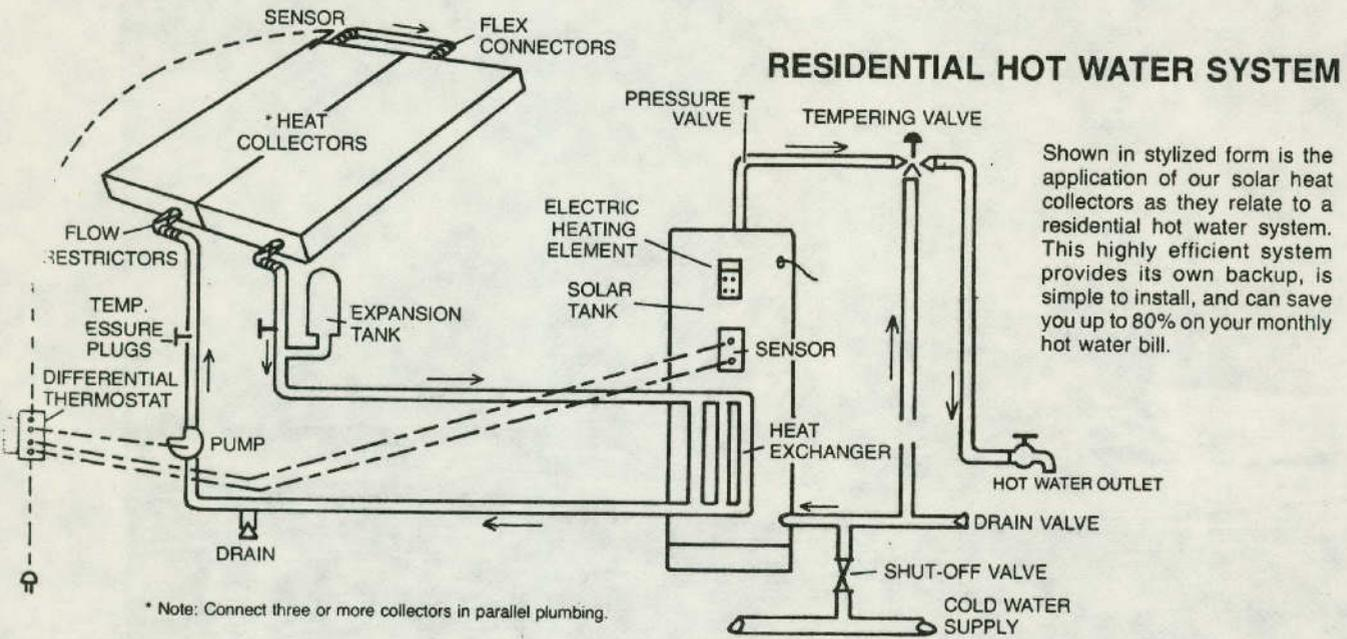 SENSOR
FLEX
CONNECTORS
RESIDENTIAL HOT WATER SYSTEM
PRESSURE
VALVE
TEMPERING VALVE
* HEAT
COLLECTORS
Shown in stylized form is the
application of our solar heat
collectors as they relate to a
residential hot water system.
This highly efficient system
provides its own backup, is
simple to install, and can save
you up to 80% on your monthly
hot water bill.
FLOW
RESTRICTORS
ELECTRIC
HEATING
ELEMENT
SOLAR
TANK
TEMP.
ESSURE
PLUGS
EXPANSION
TANK
SENSOR
DIFFERENTIAL
THERMOSTAT
PUMP
HEAT
EXCHANGER
HOT WATER OUTLET
DRAIN
DRAIN VALVE
SHUT-OFF VALVE
COLD WATER
SUPPLY
* Note: Connect three or more collectors in parallel plumbing.